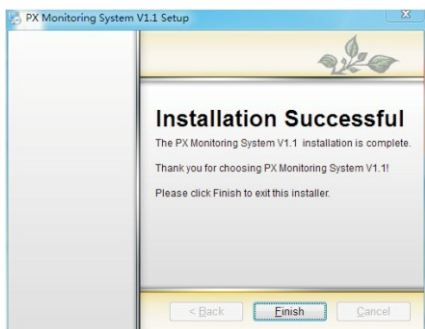 PX Monitoring System V1.1 Setup
Installation Successful
The PX Monitoring System V1.1 installation is complete.
Thank you for choosing PX Monitoring System V1.1!
Please click Finish to exit this installer.
< Back Finish Cancel